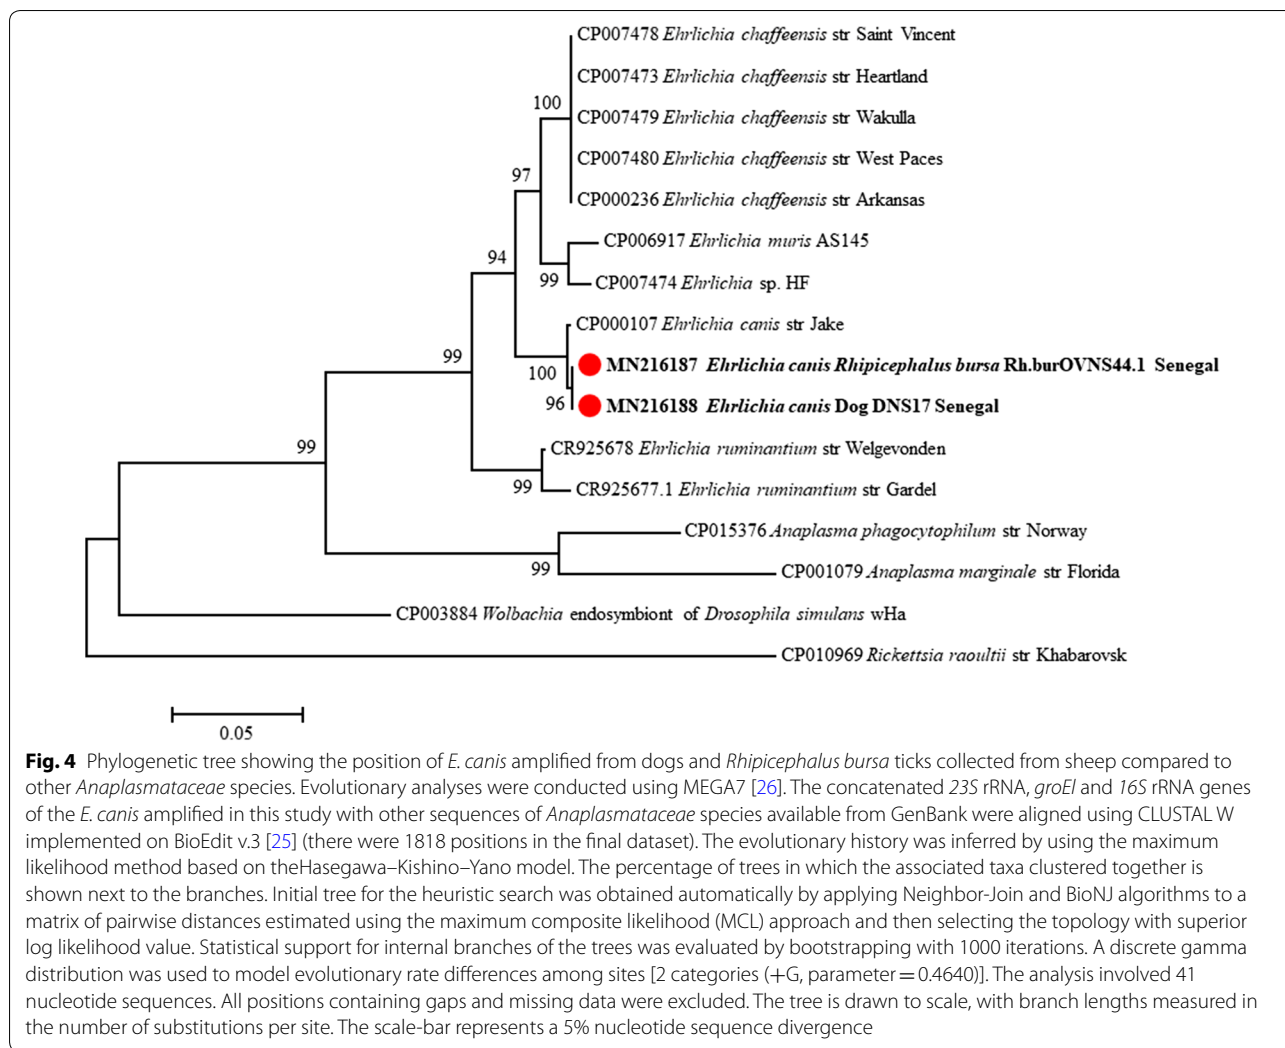 CP007478 Ehrlichia chaffeensis str Saint Vincent
CP007473 Ehrlichia chaffeensis str Heartland
100
CP007479 Ehrlichia chaffeensis str Wakulla
CP007480 Ehrlichia chaffeensis str West Paces
97
CP000236 Ehrlichia chaffeensis str Arkansas
CP006917 Ehrlichia muris AS145
94
99
CP007474 Ehrlichia sp. HF
CP000107 Ehrlichia canis str Jake
99
MN216187 Ehrlichia canis Rhipicephalus bursa Rh.burOVNS44.1 Senegal
100
96
MN216188 Ehrlichia canis Dog DNS17 Senegal
99
CR925678 Ehrlichia ruminantium str Welgevonden
99
CR925677.1 Ehrlichia ruminantium str Gardel
CP015376 Anaplasma phagocytophilum str Norway
99
CP001079 Anaplasma marginale str Florida
CP003884 Wolbachia endosymbiont of Drosophila simulans wHa
CP010969 Rickettsia raoultii str Khabarovsk
0.05
Fig. 4 Phylogenetic tree showing the position of E. canis amplified from dogs and Rhipicephalus bursa ticks collected from sheep compared to
other Anaplasmataceae species. Evolutionary analyses were conducted using MEGA7 [26]. The concatenated 23S rRNA, groEl and 16S rRNA genes
of the E. canis amplified in this study with other sequences of Anaplasmataceae species available from GenBank were aligned using CLUSTAL W
implemented on BioEdit v.3 [25] (there were 1818 positions in the final dataset). The evolutionary history was inferred by using the maximum
likelihood method based on theHasegawa–Kishino–Yano model. The percentage of trees in which the associated taxa clustered together is
shown next to the branches. Initial tree for the heuristic search was obtained automatically by applying Neighbor-Join and BioNJ algorithms to a
matrix of pairwise distances estimated using the maximum composite likelihood (MCL) approach and then selecting the topology with superior
log likelihood value. Statistical support for internal branches of the trees was evaluated by bootstrapping with 1000 iterations. A discrete gamma
distribution was used to model evolutionary rate differences among sites [2 categories (+G, parameter = 0.4640)]. The analysis involved 41
nucleotide sequences. All positions containing gaps and missing data were excluded. The tree is drawn to scale, with branch lengths measured in
the number of substitutions per site. The scale-bar represents a 5% nucleotide sequence divergence